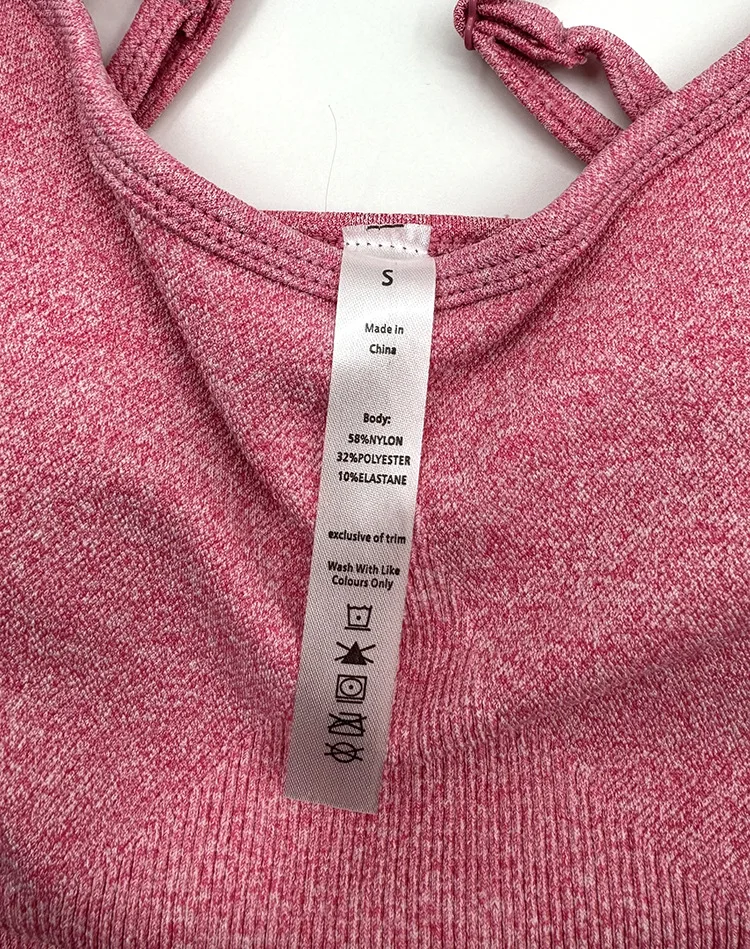 S
Made in
China
Body:
58%NYLON
32%POLYESTER
10%ELASTANE
exclusive of trim
Wash With Like
Colours Only